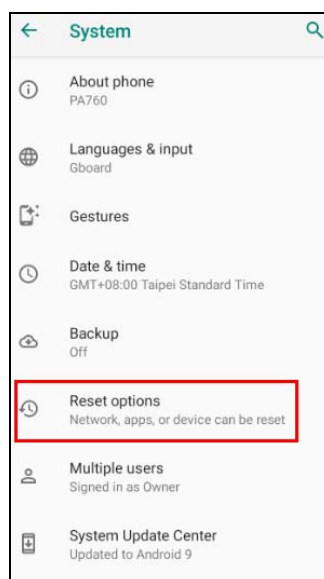 System
About phone
PA760
Languages & input
Gboard
Gestures
Date & time
GMT+08:00 Taipei Standard Time
Backup
Off
Reset options
Network, apps, or device can be reset
Multiple users
Signed in as Owner
System Update Center
Updated to Android 9